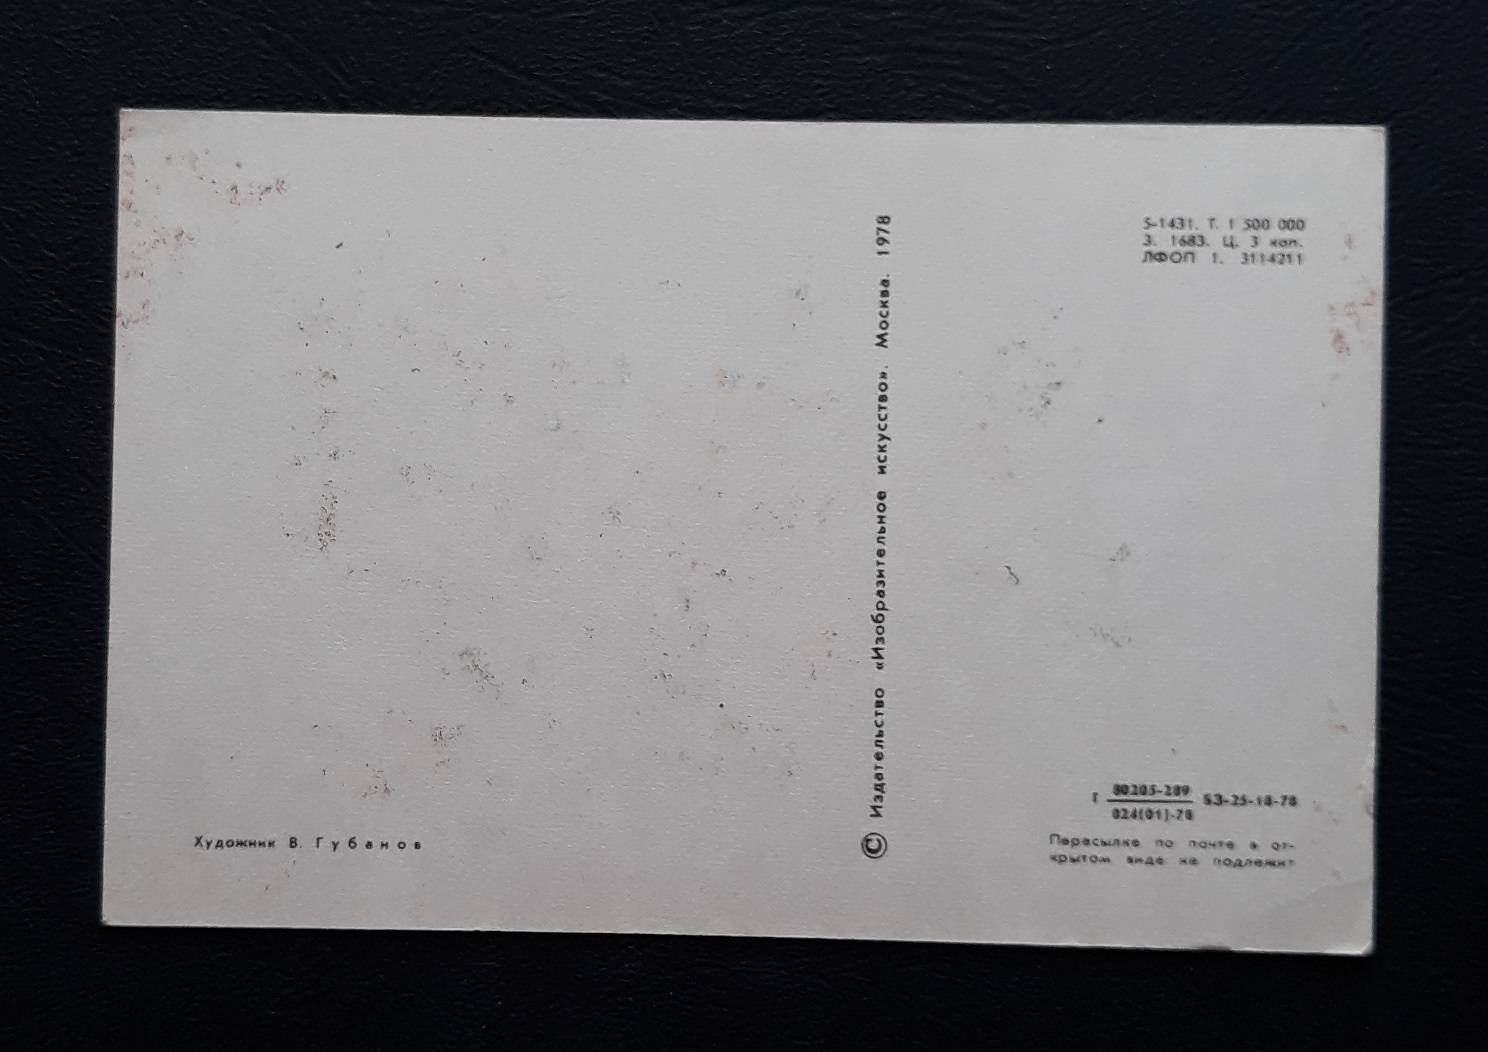 5-1431. Т. 1 500 000
3. 1683. Ц. 3 коп.
ЛФОП 1. 3114211
© Издательство «Изобразительное искусство». Москва. 1978
Г 80205-289 БЗ-25-18-78
024(01)-78
Художник В. Губанов
Пересылке по почте в от-
крытом виде не подлежит